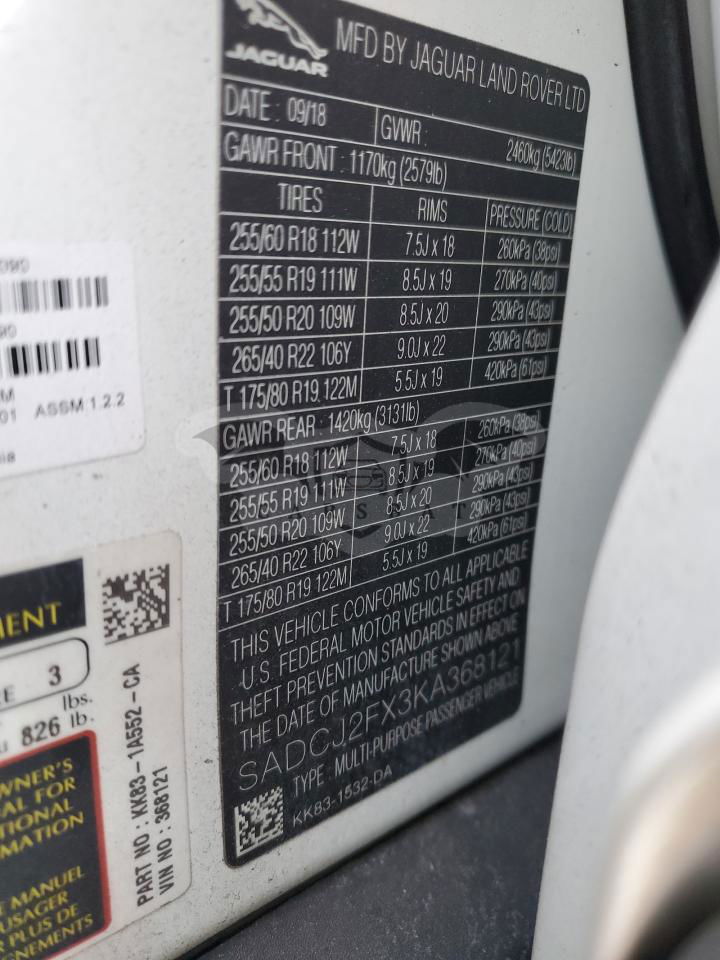 JAGUAR
MFD BY JAGUAR LAND ROVER LTD
DATE : 09/18
GVWR : 2460kg (5423lb)
GAWR FRONT : 1170kg (2579lb)
TIRES RIMS PRESSURE (COLD)
255/60 R18 112W 7.5J x 18 260kPa (38psi)
255/55 R19 111W 8.5J x 19 270kPa (40psi)
255/50 R20 109W 8.5J x 20 290kPa (43psi)
265/40 R22 106Y 9.0J x 22 290kPa (43psi)
T 175/80 R19 122M 5.5J x 19 420kPa (61psi)
GAWR REAR : 1420kg (3131lb)
255/60 R18 112W 7.5J x 18 260kPa (38psi)
255/55 R19 111W 8.5J x 19 270kPa (40psi)
255/50 R20 109W 8.5J x 20 290kPa (43psi)
265/40 R22 106Y 9.0J x 22 290kPa (43psi)
T 175/80 R19 122M 5.5J x 19 420kPa (61psi)
THIS VEHICLE CONFORMS TO ALL APPLICABLE
U.S. FEDERAL MOTOR VEHICLE SAFETY AND
THEFT PREVENTION STANDARDS IN EFFECT ON
THE DATE OF MANUFACTURE SHOWN ABOVE
SADCJ2FX3KA368121
TYPE : MULTI-PURPOSE PASSENGER VEHICLE
KK83-1532-DA
ASSM 1.2.2
3
lbs.
826 lb.
PART NO : KK83-1A552-CA
VIN NO : 368121
MANUEL
PLUS DE